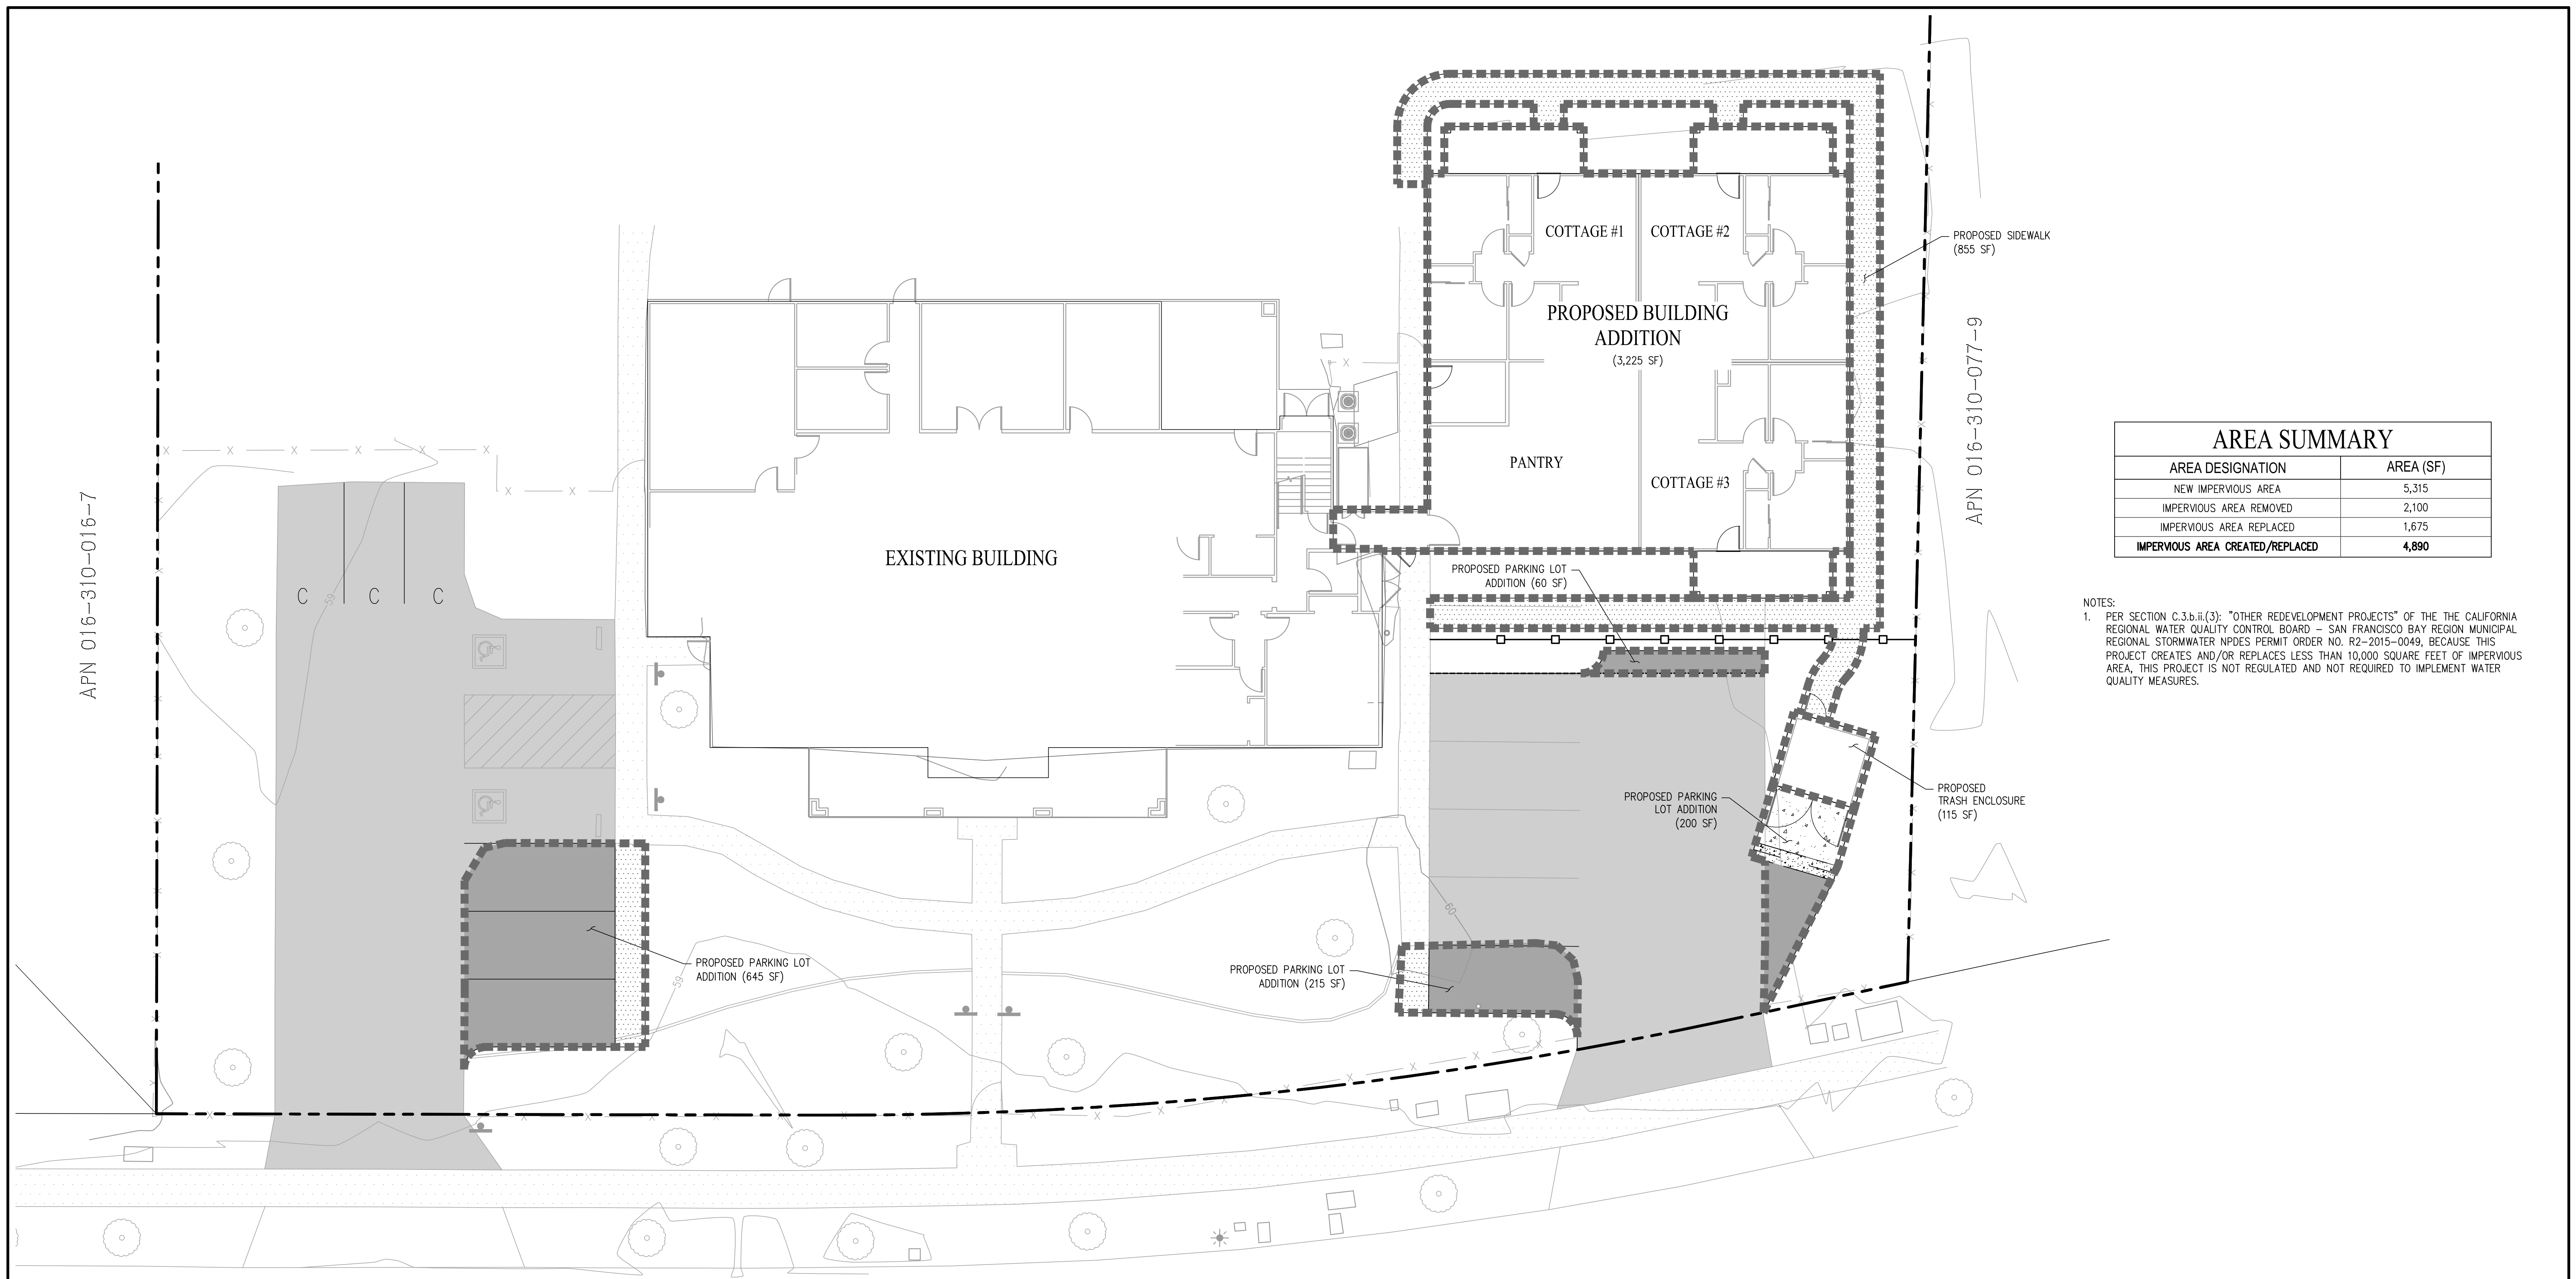 COTTAGE #1
COTTAGE #2
PROPOSED SIDEWALK
(855 SF)
PROPOSED BUILDING
ADDITION
(3,225 SF)
APN 016-310-077-9
PANTRY
COTTAGE #3
APN 016-310-016-7
EXISTING BUILDING
C
C
C
59
PROPOSED PARKING LOT
ADDITION (60 SF)
AREA SUMMARY
AREA DESIGNATION
AREA (SF)
NEW IMPERVIOUS AREA
5,315
IMPERVIOUS AREA REMOVED
2,100
IMPERVIOUS AREA REPLACED
1,675
IMPERVIOUS AREA CREATED/REPLACED
4,890
NOTES:
1. PER SECTION C.3.b.ii.(3): "OTHER REDEVELOPMENT PROJECTS" OF THE THE CALIFORNIA
REGIONAL WATER QUALITY CONTROL BOARD – SAN FRANCISCO BAY REGION MUNICIPAL
REGIONAL STORMWATER NPDES PERMIT ORDER NO. R2-2015-0049, BECAUSE THIS
PROJECT CREATES AND/OR REPLACES LESS THAN 10,000 SQUARE FEET OF IMPERVIOUS
AREA, THIS PROJECT IS NOT REGULATED AND NOT REQUIRED TO IMPLEMENT WATER
QUALITY MEASURES.
PROPOSED PARKING
LOT ADDITION
(200 SF)
PROPOSED
TRASH ENCLOSURE
(115 SF)
60
PROPOSED PARKING LOT
ADDITION (645 SF)
59
PROPOSED PARKING LOT
ADDITION (215 SF)